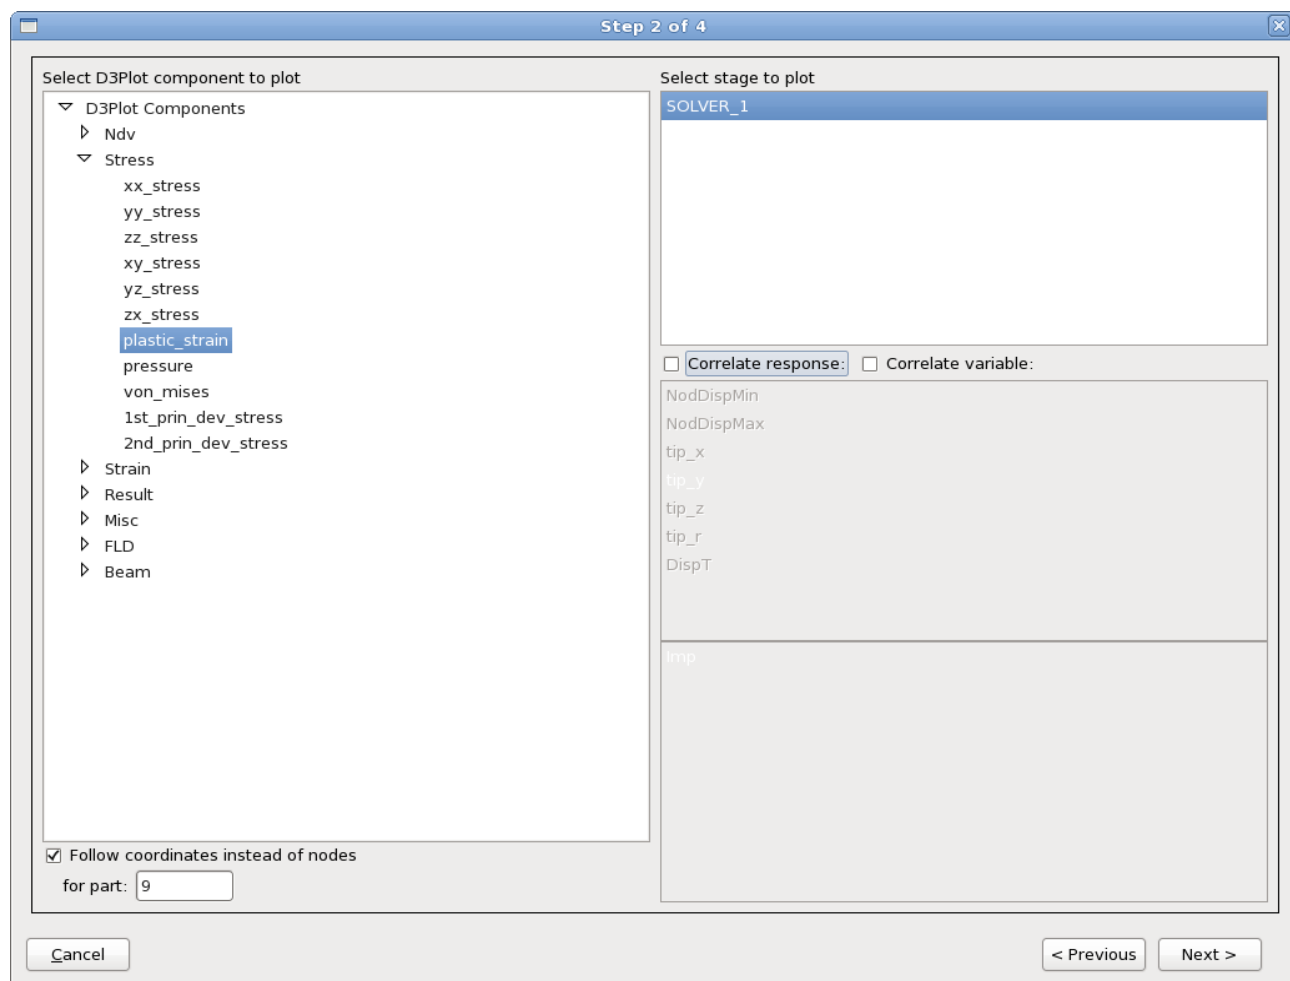 Step 2 of 4
Select D3Plot component to plot
D3Plot Components
Ndv
Stress
xx_stress
yy_stress
zz_stress
xy_stress
yz_stress
zx_stress
plastic_strain
pressure
von_mises
1st_prin_dev_stress
2nd_prin_dev_stress
Strain
Result
Misc
FLD
Beam
Follow coordinates instead of nodes
for part: 9
Select stage to plot
SOLVER_1
Correlate response: Correlate variable:
NodDispMin
NodDispMax
tip_x
tip_y
tip_z
tip_r
DispT
Imp
Cancel
< Previous Next >